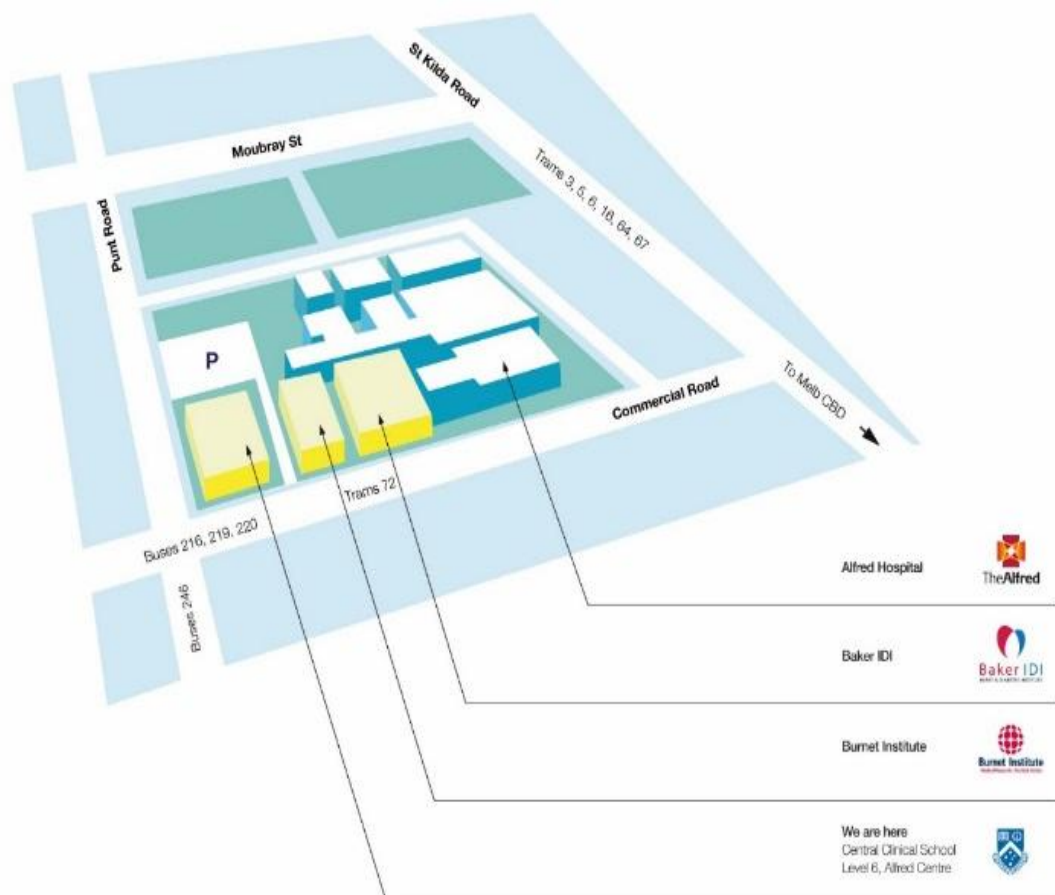 St Kilda Road
Moubray St
Trams 3, 5, 6, 16, 64, 67
Punt Road
P
To Melb CBD
Commercial Road
Trams 72
Buses 216, 219, 220
Buses 246
Alfred Hospital
TheAlfred
Baker IDI
Baker IDI
Burnet Institute
Burnet Institute
We are here
Central Clinical School
Level 6, Alfred Centre